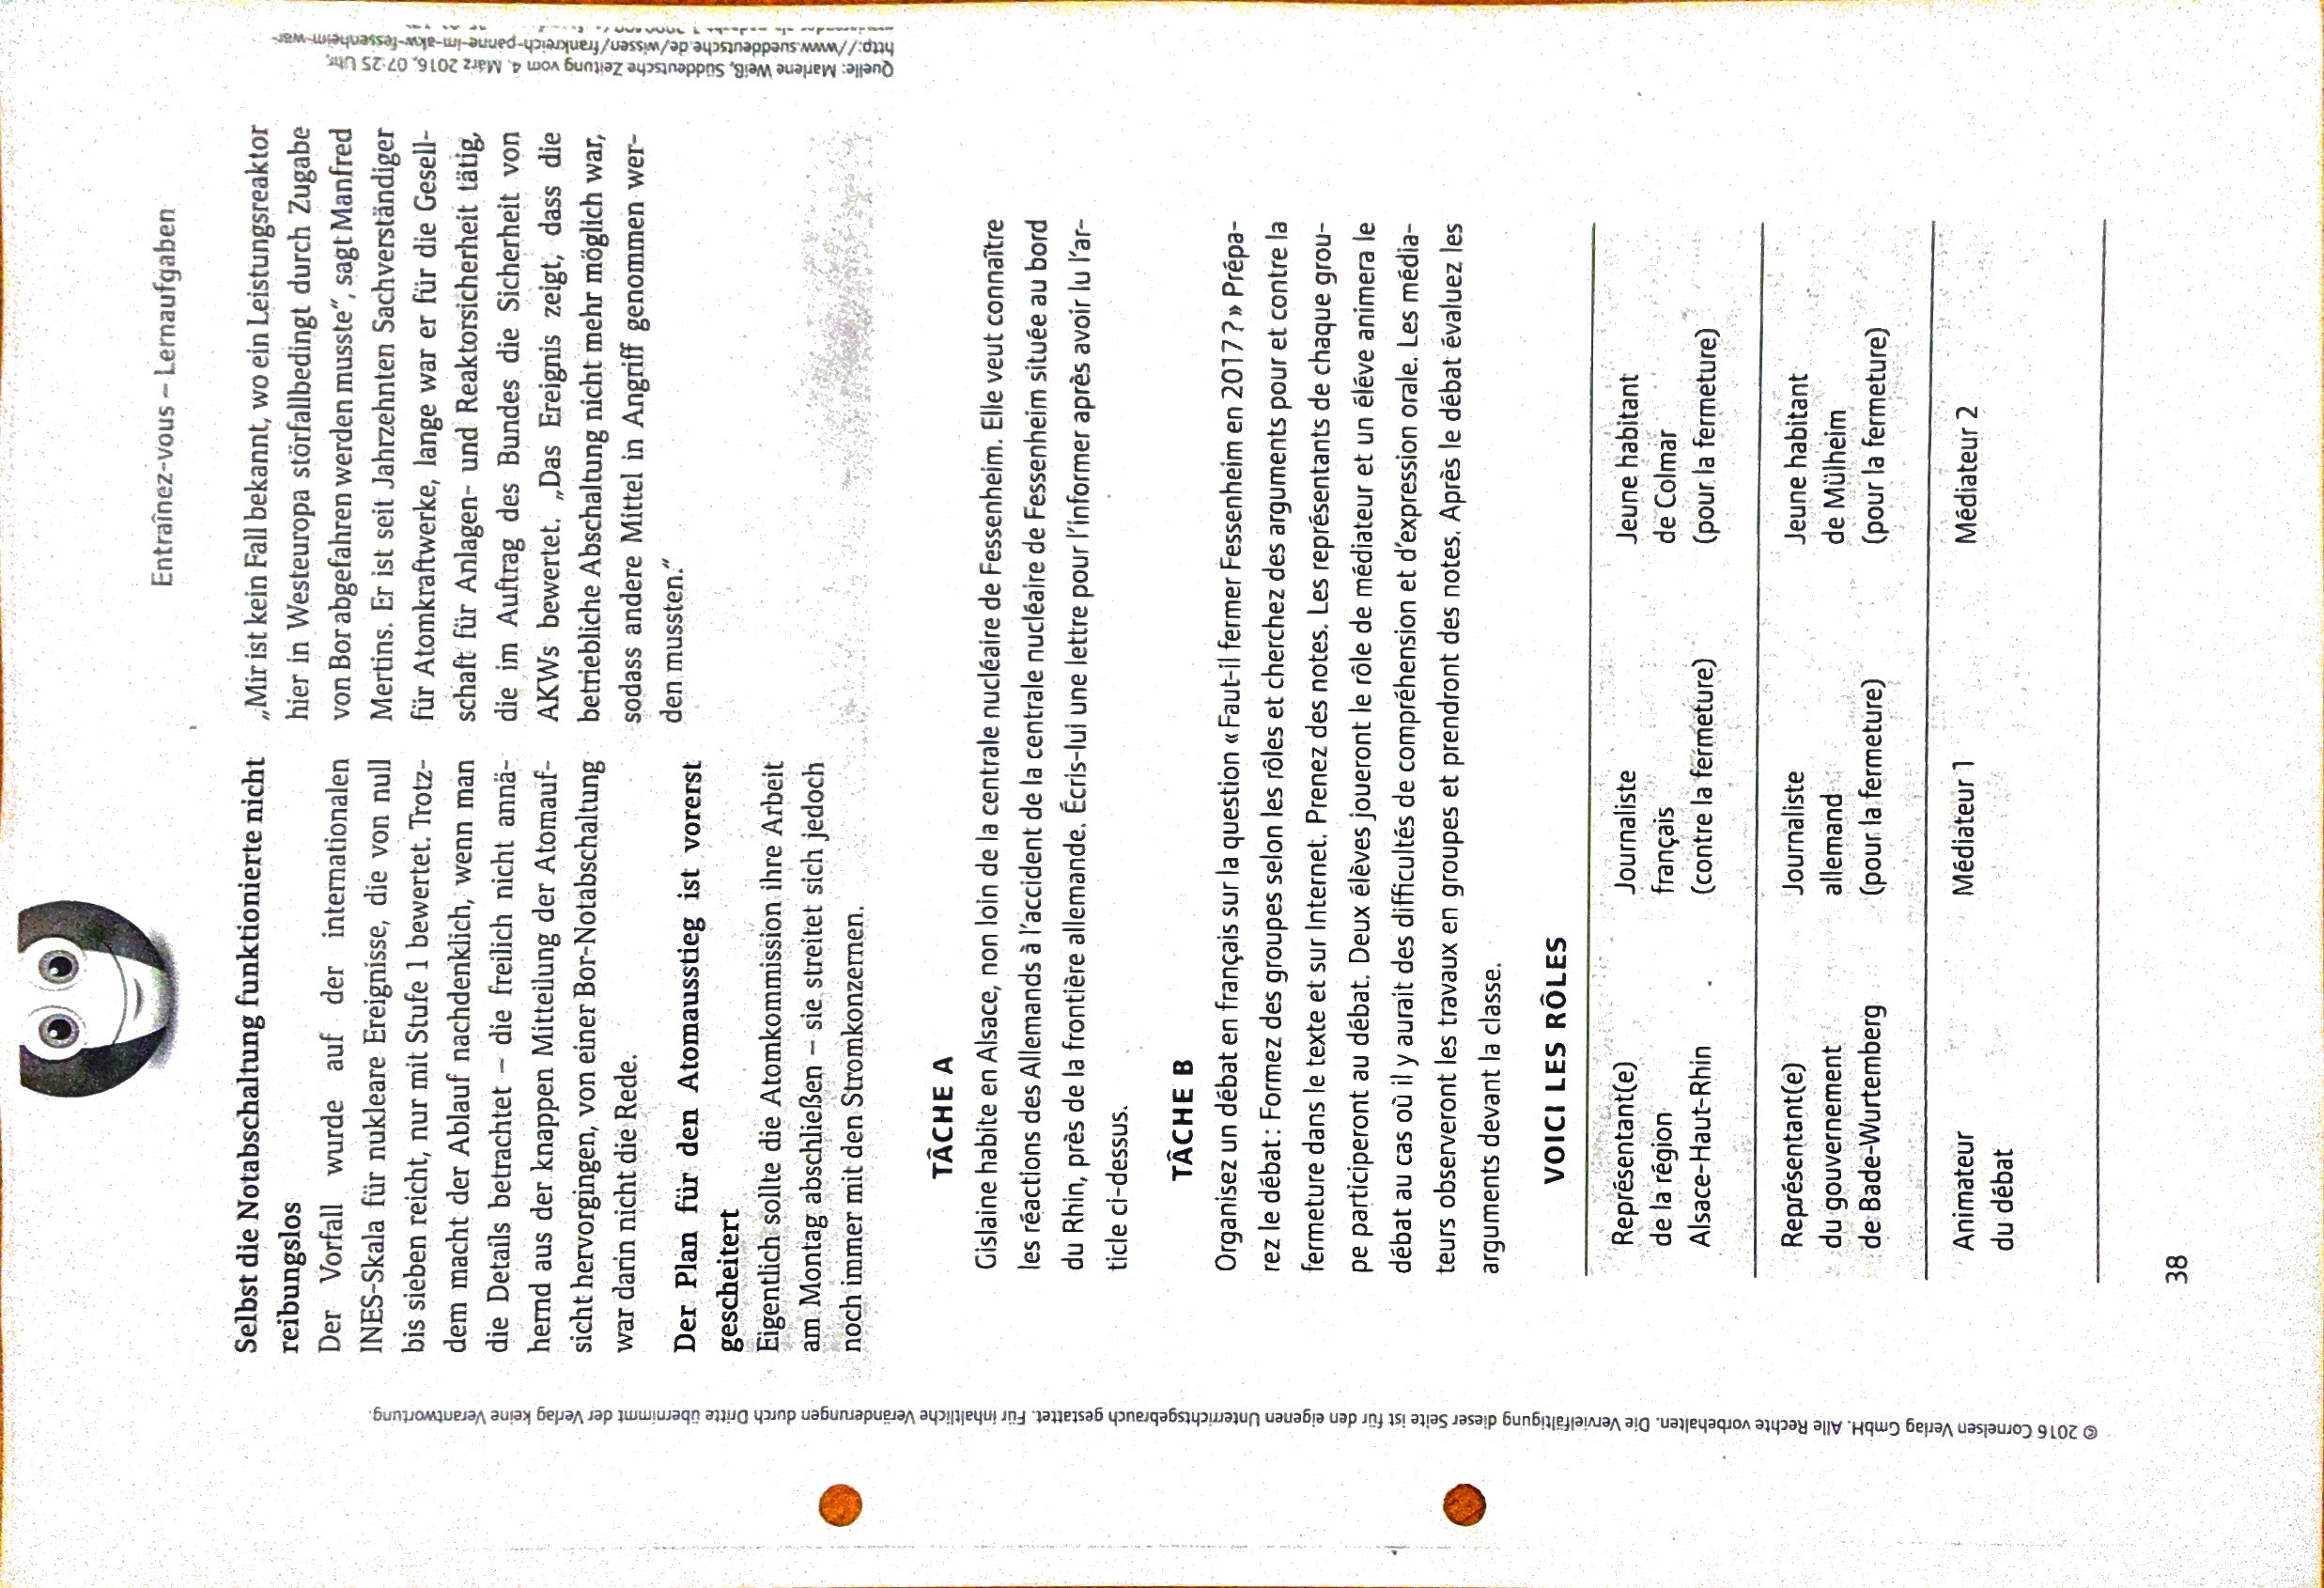 Entraînez-vous – Lernaufgaben
Selbst die Notabschaltung funktionierte nicht
reibungslos
Der Vorfall wurde auf der internationalen
INES-Skala für nukleare Ereignisse, die von null
bis sieben reicht, nur mit Stufe 1 bewertet. Trotz-
dem macht der Ablauf nachdenklich, wenn man
die Details betrachtet – die freilich nicht annä-
hernd aus der knappen Mitteilung der Atomauf-
sicht hervorgingen, von einer Bor-Notabschaltung
war darin nicht die Rede.
Der Plan für den Atomausstieg ist vorerst
gescheitert
Eigentlich sollte die Atomkommission ihre Arbeit
am Montag abschließen – sie streitet sich jedoch
noch immer mit den Stromkonzernen.
„Mir ist kein Fall bekannt, wo ein Leistungsreaktor
hier in Westeuropa störfallbedingt durch Zugabe
von Bor abgefahren werden musste“, sagt Manfred
Mertins. Er ist seit Jahrzehnten Sachverständiger
für Atomkraftwerke, lange war er für die Gesell-
schaft für Anlagen- und Reaktorsicherheit tätig,
die im Auftrag des Bundes die Sicherheit von
AKWs bewertet. „Das Ereignis zeigt, dass die
betriebliche Abschaltung nicht mehr möglich war,
sodass andere Mittel in Angriff genommen wer-
den mussten.“
Quelle: Marlene Weiß, Süddeutsche Zeitung vom 4. März 2016, 07:25 Uhr,
http://www.sueddeutsche.de/wissen/frankreich-panne-im-akw-fessenheim-war-
TÂCHE A
Gislaine habite en Alsace, non loin de la centrale nucléaire de Fessenheim. Elle veut connaître
les réactions des Allemands à l’accident de la centrale nucléaire de Fessenheim située au bord
du Rhin, près de la frontière allemande. Écris-lui une lettre pour l’informer après avoir lu l’ar-
ticle ci-dessus.
TÂCHE B
Organisez un débat en français sur la question « Faut-il fermer Fessenheim en 2017 ? » Prépa-
rez le débat : Formez des groupes selon les rôles et cherchez des arguments pour et contre la
fermeture dans le texte et sur Internet. Prenez des notes. Les représentants de chaque grou-
pe participeront au débat. Deux élèves joueront le rôle de médiateur et un éléve animera le
débat au cas où il y aurait des difficultés de compréhension et d’expression orale. Les média-
teurs observeront les travaux en groupes et prendront des notes. Après le débat évaluez les
arguments devant la classe.
VOICI LES RÔLES
Représentant(e)
de la région
Alsace-Haut-Rhin
Journaliste
français
(contre la fermeture)
Jeune habitant
de Colmar
(pour la fermeture)
Représentant(e)
du gouvernement
de Bade-Wurtemberg
Journaliste
allemand
(pour la fermeture)
Jeune habitant
de Mülheim
(pour la fermeture)
Animateur
du débat
Médiateur 1
Médiateur 2
38
© 2016 Cornelsen Verlag GmbH. Alle Rechte vorbehalten. Die Vervielfältigung dieser Seite ist für den eigenen Unterrichtsgebrauch gestattet. Für inhaltliche Veränderungen durch Dritte übernimmt der Verlag keine Verantwortung.